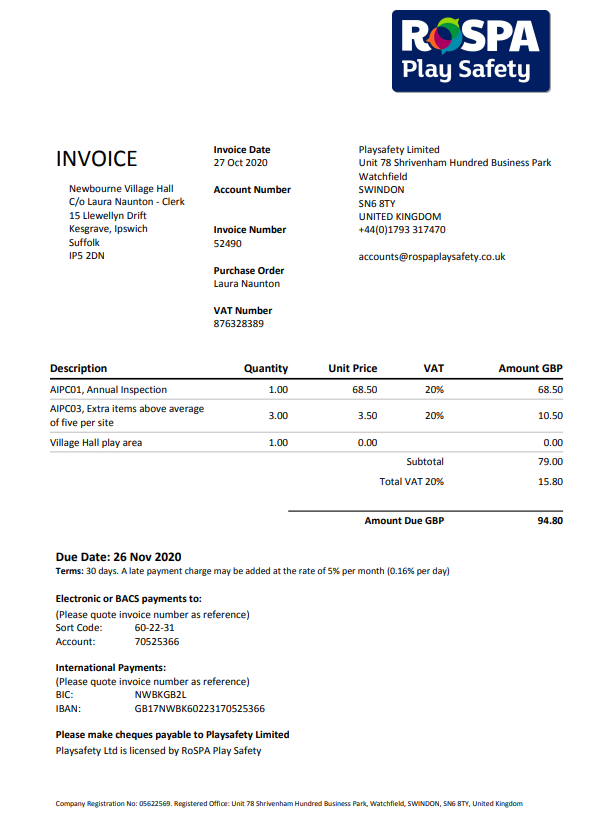 ROSPA
Play Safety
INVOICE
Newbourne Village Hall
C/o Laura Naunton - Clerk
15 Llewellyn Drift
Kesgrave, Ipswich
Suffolk
IP5 2DN
Invoice Date
27 Oct 2020
Account Number
Invoice Number
52490
Purchase Order
Laura Naunton
VAT Number
876328389
Playsafety Limited
Unit 78 Shrivenham Hundred Business Park
Watchfield
SWINDON
SN6 8TY
UNITED KINGDOM
+44(0)1793 317470
accounts@rospaplaysafety.co.uk
Description Quantity Unit Price VAT Amount GBP
AIPC01, Annual Inspection 1.00 68.50 20% 68.50
AIPC03, Extra items above average
of five per site 3.00 3.50 20% 10.50
Village Hall play area 1.00 0.00 0.00
Subtotal 79.00
Total VAT 20% 15.80
Amount Due GBP 94.80
Due Date: 26 Nov 2020
Terms: 30 days. A late payment charge may be added at the rate of 5% per month (0.16% per day)
Electronic or BACS payments to:
(Please quote invoice number as reference)
Sort Code: 60-22-31
Account: 70525366
International Payments:
(Please quote invoice number as reference)
BIC: NWBKGB2L
IBAN: GB17NWBK60223170525366
Please make cheques payable to Playsafety Limited
Playsafety Ltd is licensed by RoSPA Play Safety
Company Registration No: 05622569. Registered Office: Unit 78 Shrivenham Hundred Business Park, Watchfield, SWINDON, SN6 8TY, United Kingdom